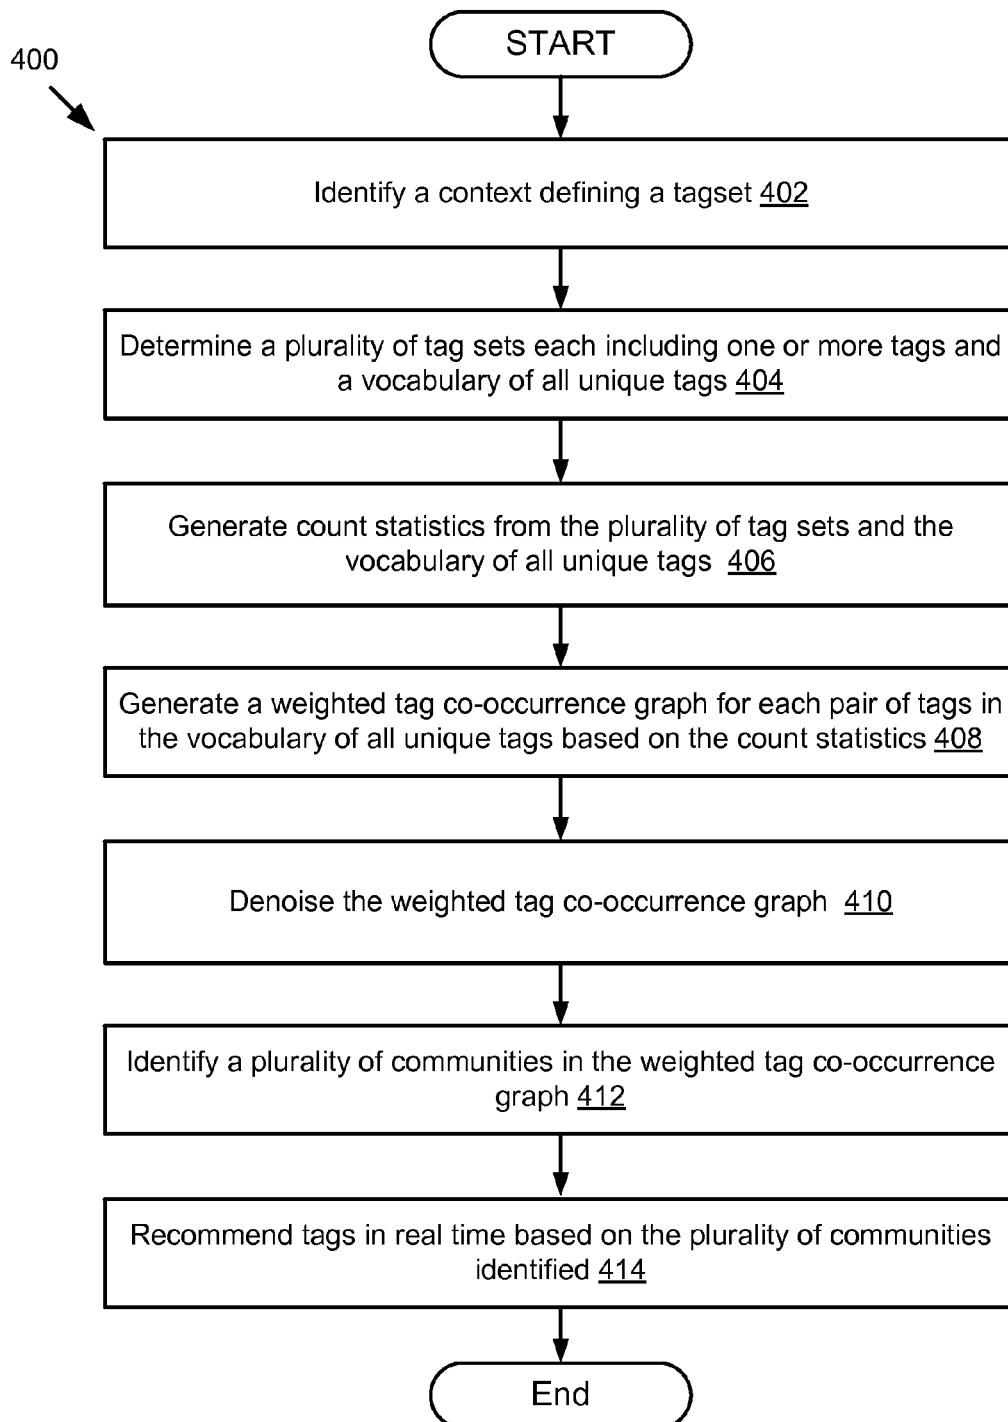 START
400
Identify a context defining a tagset 402
Determine a plurality of tag sets each including one or more tags and
a vocabulary of all unique tags 404
Generate count statistics from the plurality of tag sets and the
vocabulary of all unique tags 406
Generate a weighted tag co-occurrence graph for each pair of tags in
the vocabulary of all unique tags based on the count statistics 408
Denoise the weighted tag co-occurrence graph 410
Identify a plurality of communities in the weighted tag co-occurrence
graph 412
Recommend tags in real time based on the plurality of communities
identified 414
End